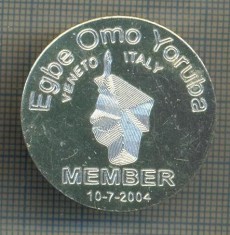 Egbe Omo Yoruba
VENETO ITALY
MEMBER
10-7-2004